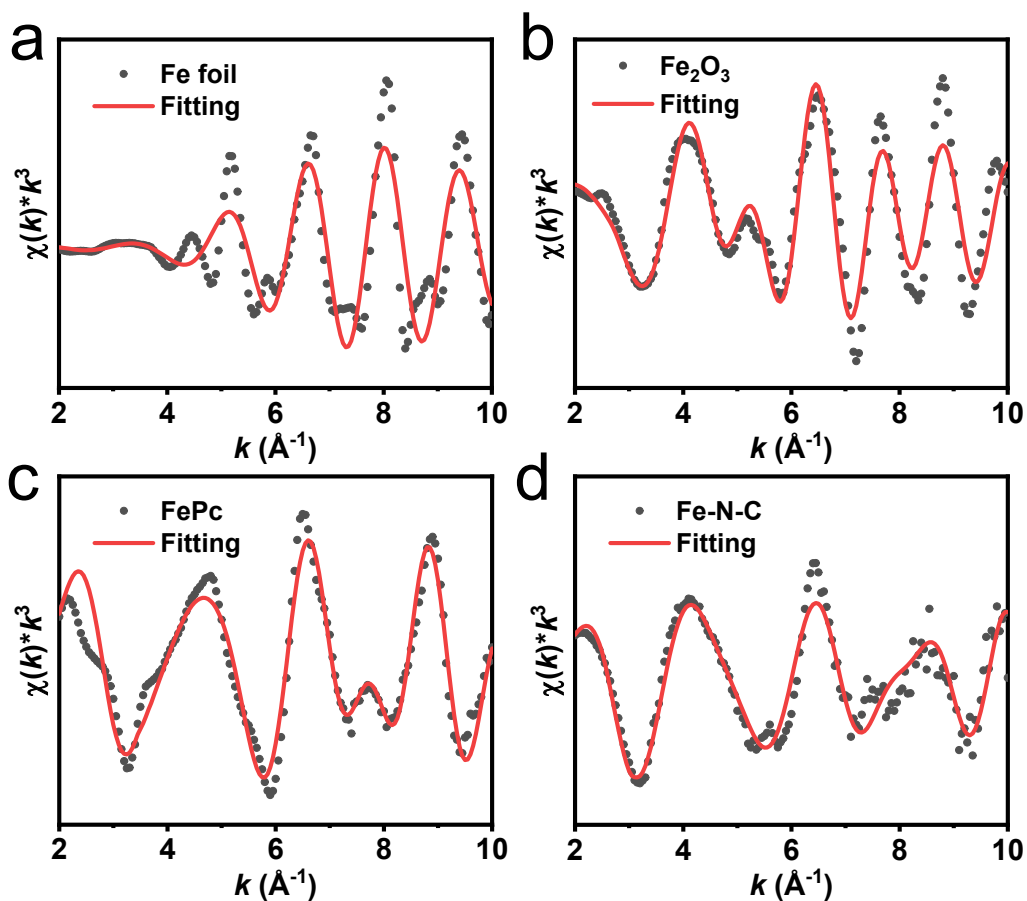 a
Fe foil
Fitting
χ(k)*k³
2 4 6 8 10
k (Å⁻¹)
b
Fe₂O₃
Fitting
χ(k)*k³
2 4 6 8 10
k (Å⁻¹)
c
FePc
Fitting
χ(k)*k³
2 4 6 8 10
k (Å⁻¹)
d
Fe-N-C
Fitting
χ(k)*k³
2 4 6 8 10
k (Å⁻¹)